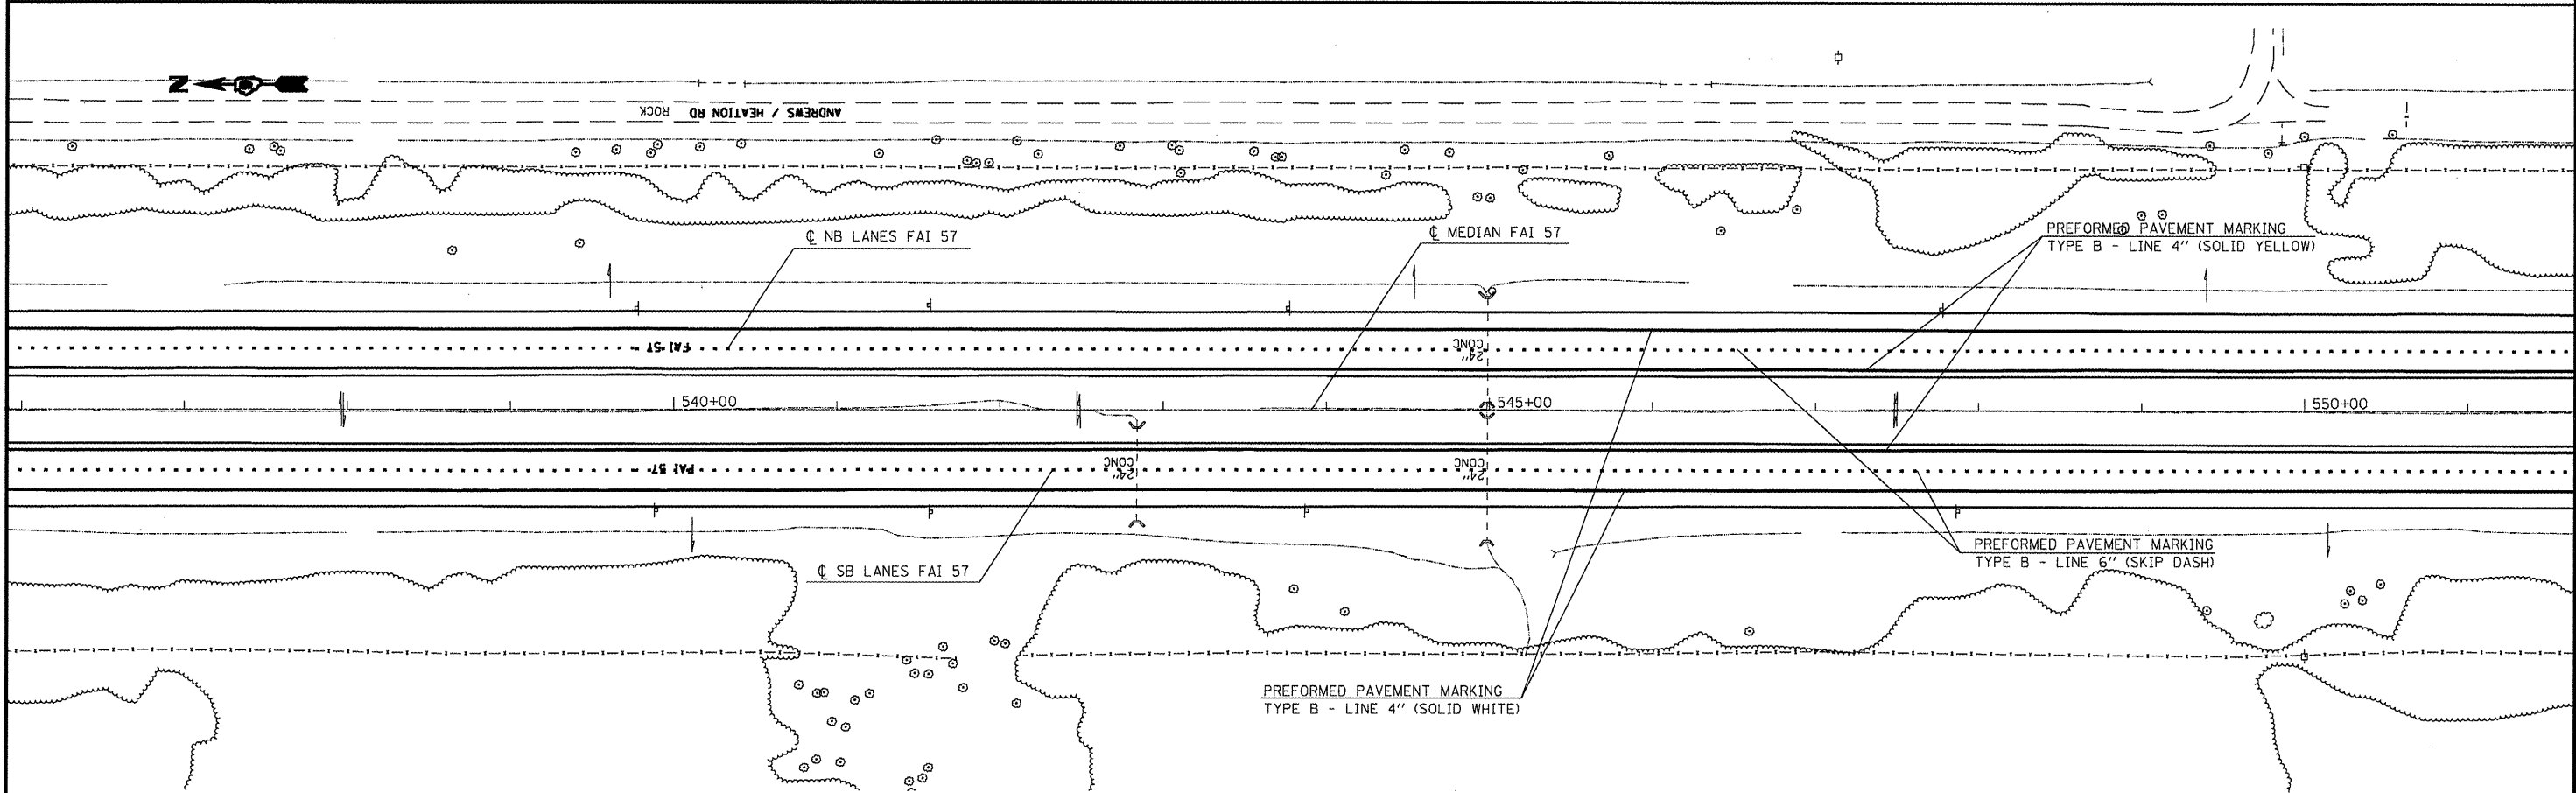 N
ANDREWS / HEATION RD ROCK
℄ NB LANES FAI 57
℄ MEDIAN FAI 57
PREFORMED PAVEMENT MARKING
TYPE B - LINE 4" (SOLID YELLOW)
FAI 57
24"
CONC
540+00
545+00
550+00
FAI 57
24"
CONC
24"
CONC
℄ SB LANES FAI 57
PREFORMED PAVEMENT MARKING
TYPE B - LINE 6" (SKIP DASH)
PREFORMED PAVEMENT MARKING
TYPE B - LINE 4" (SOLID WHITE)